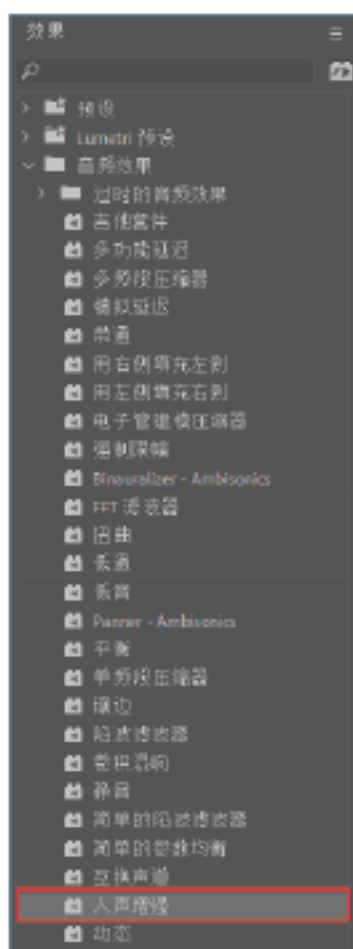 效果
预设
Lumetri 预设
音频效果
过时的音频效果
吉他套件
多功能延迟
多频段压缩器
模拟延迟
带通
用右侧填充左侧
用左侧填充右侧
电子管建模压缩器
强制限幅
Binauralizer - Ambisonics
FFT 滤波器
扭曲
低通
低音
Panner - Ambisonics
平衡
单频段压缩器
镶边
陷波滤波器
卷积混响
静音
简单的陷波滤波器
简单的参数均衡
互换声道
人声增强
动态